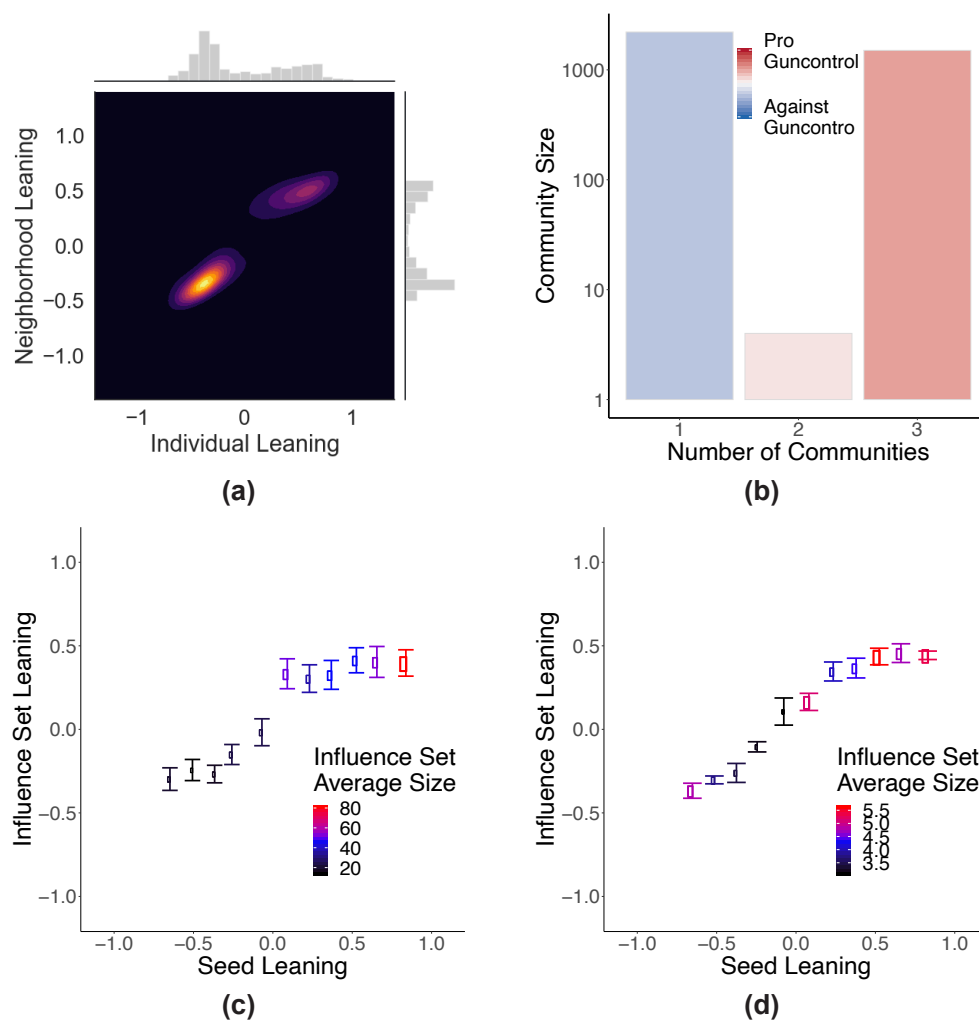 Neighborhood Leaning
1.0
0.5
0.0
−0.5
−1.0
−1
0
1
Individual Leaning
(a)
Community Size
1000
100
10
1
Pro
Guncontrol
Against
Guncontro
1
2
3
Number of Communities
(b)
Influence Set Leaning
1.0
0.5
0.0
−0.5
−1.0
Influence Set
Average Size
80
60
40
20
−1.0
−0.5
0.0
0.5
1.0
Seed Leaning
(c)
Influence Set Leaning
1.0
0.5
0.0
−0.5
−1.0
Influence Set
Average Size
5.5
5.0
4.5
4.0
3.5
−1.0
−0.5
0.0
0.5
1.0
Seed Leaning
(d)